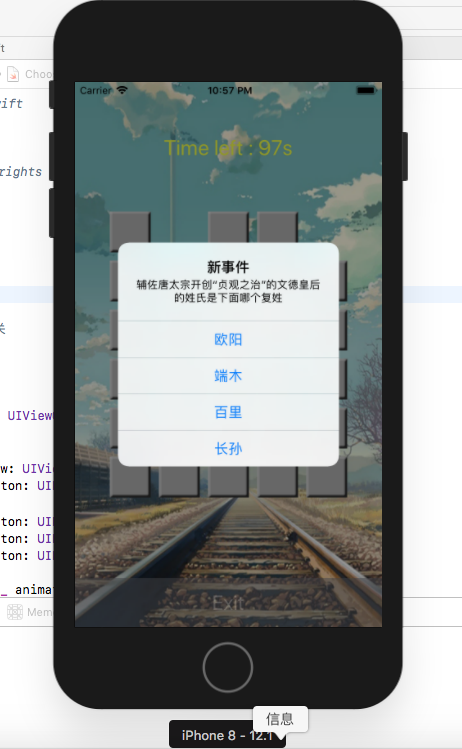 t
Choo
ift
rights
Carrier
10:57 PM
Time left : 97s
新事件
辅佐唐太宗开创“贞观之治”的文德皇后
的姓氏是下面哪个复姓
欧阳
端木
百里
长孙
UIViewC
w: UIVi
ton: UI
ton: UI
ton: UI
ton: UI
_ anima
Exit
Mem
信息
iPhone 8 - 12.1